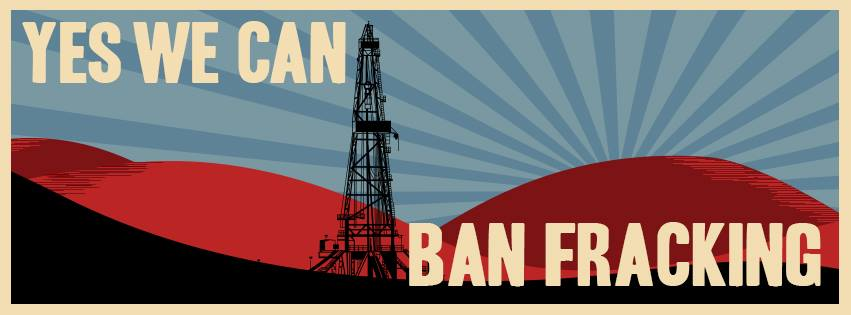 YES WE CAN
BAN FRACKING